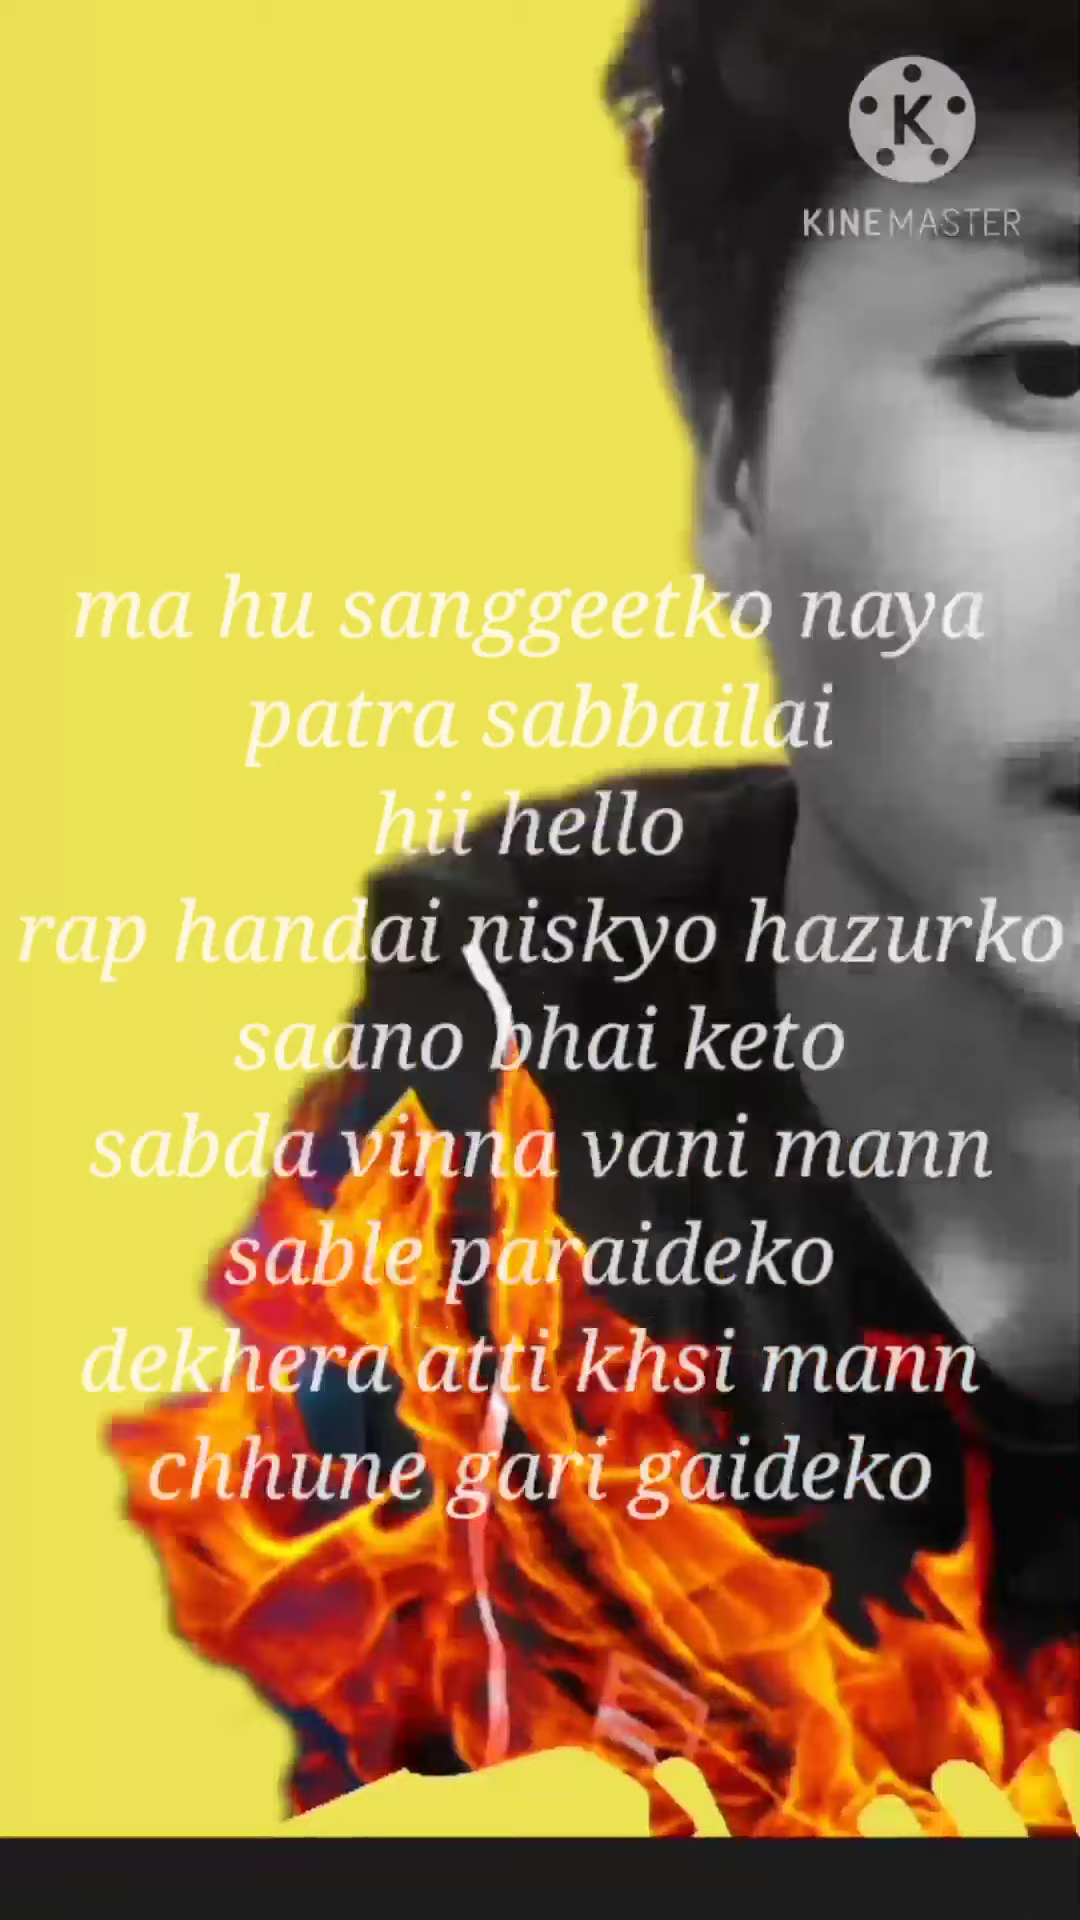 K
KINEMASTER
ma hu sanggeetko naya
patra sabbailai
hii hello
rap handai niskyo hazurko
saano bhai keto
sabda vinna vani mann
sable paraideko
dekhera atti khsi mann
chhune gari gaideko